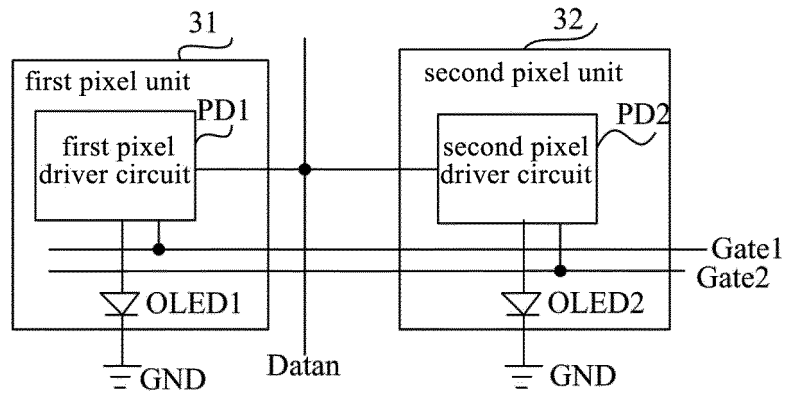 31
32
first pixel unit
second pixel unit
PD1
PD2
first pixel
driver circuit
second pixel
driver circuit
Gate1
Gate2
OLED1
OLED2
Datan
GND
GND